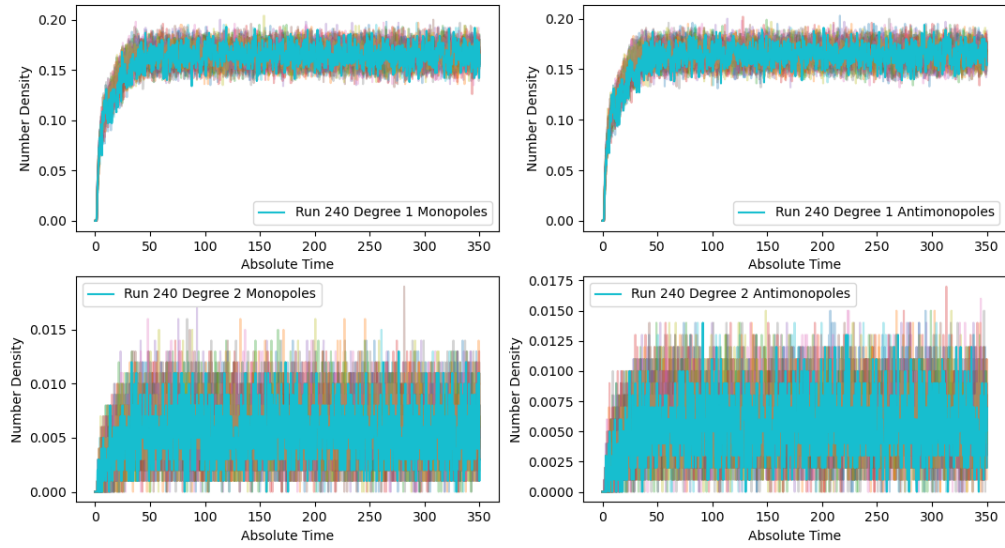 0.20
0.15
0.10
0.05
0.00
Number Density
Run 240 Degree 1 Monopoles
0 50 100 150 200 250 300 350
Absolute Time
0.20
0.15
0.10
0.05
0.00
Number Density
Run 240 Degree 1 Antimonopoles
0 50 100 150 200 250 300 350
Absolute Time
Run 240 Degree 2 Monopoles
0.015
0.010
0.005
0.000
Number Density
0 50 100 150 200 250 300 350
Absolute Time
0.0175
Run 240 Degree 2 Antimonopoles
0.0150
0.0125
0.0100
0.0075
0.0050
0.0025
0.0000
Number Density
0 50 100 150 200 250 300 350
Absolute Time